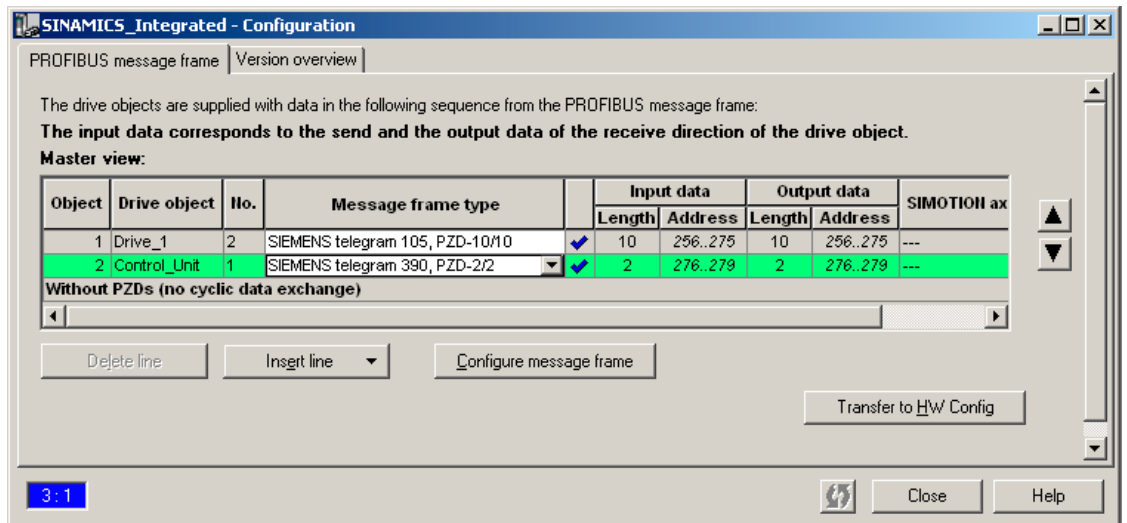 SINAMICS_Integrated - Configuration
PROFIBUS message frame Version overview
The drive objects are supplied with data in the following sequence from the PROFIBUS message frame:
The input data corresponds to the send and the output data of the receive direction of the drive object.
Master view:
Object Drive object No. Message frame type Input data Output data SIMOTION ax
Length Address Length Address
1 Drive_1 2 SIEMENS telegram 105, PZD-10/10 10 256..275 10 256..275 ---
2 Control_Unit 1 SIEMENS telegram 390, PZD-2/2 2 276..279 2 276..279 ---
Without PZDs (no cyclic data exchange)
Delete line Insert line Configure message frame
Transfer to HW Config
3 : 1 Close Help